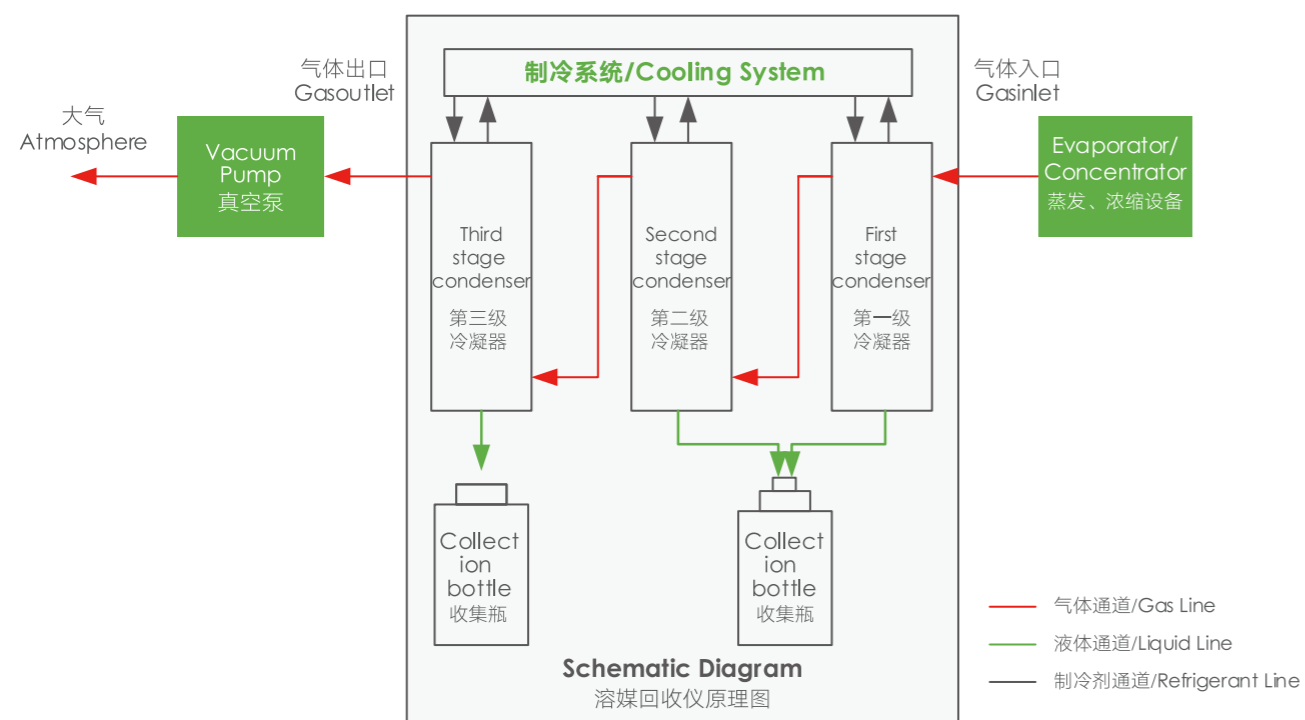 制冷系统/Cooling System
气体出口
Gasoutlet
气体入口
Gasinlet
大气
Atmosphere
Vacuum
Pump
真空泵
Evaporator/
Concentrator
蒸发、浓缩设备
Third
stage
condenser
第三级
冷凝器
Second
stage
condenser
第二级
冷凝器
First
stage
condenser
第一级
冷凝器
Collect
ion
bottle
收集瓶
Collect
ion
bottle
收集瓶
气体通道/Gas Line
液体通道/Liquid Line
制冷剂通道/Refrigerant Line
Schematic Diagram
溶媒回收仪原理图